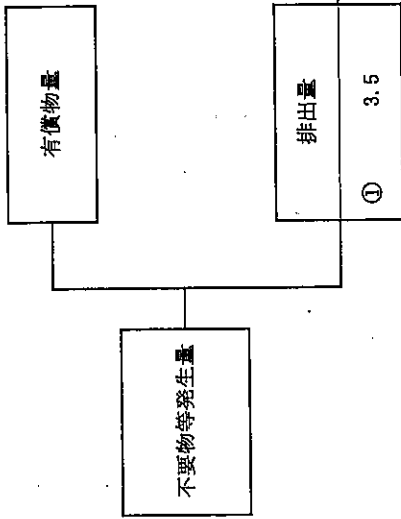 不要物等発生量
有償物量
排出量
① 3.5